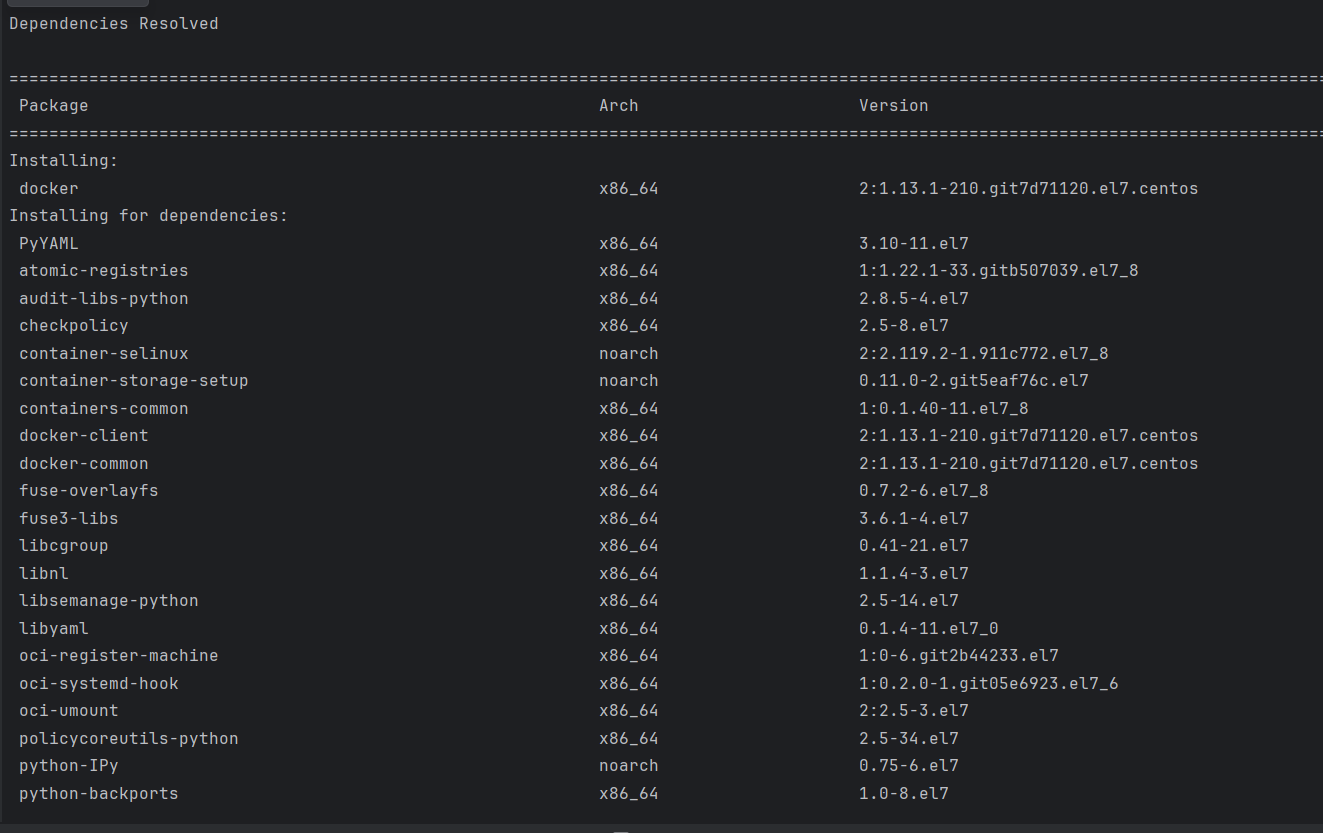 Dependencies Resolved
====================================================================================================================================
Package Arch Version
====================================================================================================================================
Installing:
docker x86_64 2:1.13.1-210.git7d71120.el7.centos
Installing for dependencies:
PyYAML x86_64 3.10-11.el7
atomic-registries x86_64 1:1.22.1-33.gitb507039.el7_8
audit-libs-python x86_64 2.8.5-4.el7
checkpolicy x86_64 2.5-8.el7
container-selinux noarch 2:2.119.2-1.911c772.el7_8
container-storage-setup noarch 0.11.0-2.git5eaf76c.el7
containers-common x86_64 1:0.1.40-11.el7_8
docker-client x86_64 2:1.13.1-210.git7d71120.el7.centos
docker-common x86_64 2:1.13.1-210.git7d71120.el7.centos
fuse-overlayfs x86_64 0.7.2-6.el7_8
fuse3-libs x86_64 3.6.1-4.el7
libcgroup x86_64 0.41-21.el7
libnl x86_64 1.1.4-3.el7
libsemanage-python x86_64 2.5-14.el7
libyaml x86_64 0.1.4-11.el7_0
oci-register-machine x86_64 1:0-6.git2b44233.el7
oci-systemd-hook x86_64 1:0.2.0-1.git05e6923.el7_6
oci-umount x86_64 2:2.5-3.el7
policycoreutils-python x86_64 2.5-34.el7
python-IPy noarch 0.75-6.el7
python-backports x86_64 1.0-8.el7